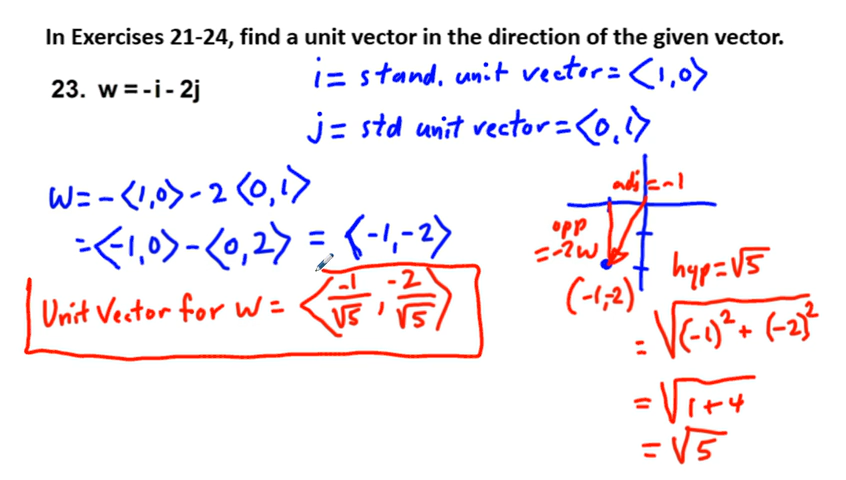 In Exercises 21-24, find a unit vector in the direction of the given vector.
23. w = -i - 2j
i = stand. unit vector = <1,0>
j = std unit vector = <0,1>
W = -<1,0> - 2<0,1>
= <-1,0> - <0,2> = <-1,-2>
Unit Vector for W = <-1/√5, -2/√5>
adj = -1
opp
= -2 W
(-1,-2)
hyp = √5
= √((-1)² + (-2)²)
= √(1+4)
= √5